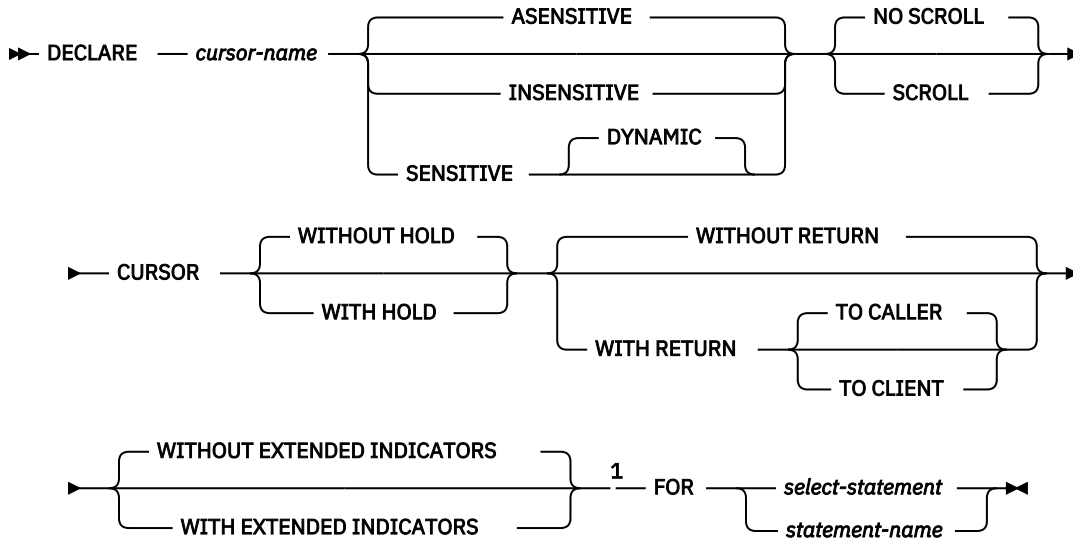 ASENSITIVE NO SCROLL
DECLARE cursor-name
INSENSITIVE SCROLL
DYNAMIC
SENSITIVE
WITHOUT HOLD WITHOUT RETURN
CURSOR
WITH HOLD TO CALLER
WITH RETURN
TO CLIENT
WITHOUT EXTENDED INDICATORS
1 FOR select-statement
WITH EXTENDED INDICATORS statement-name